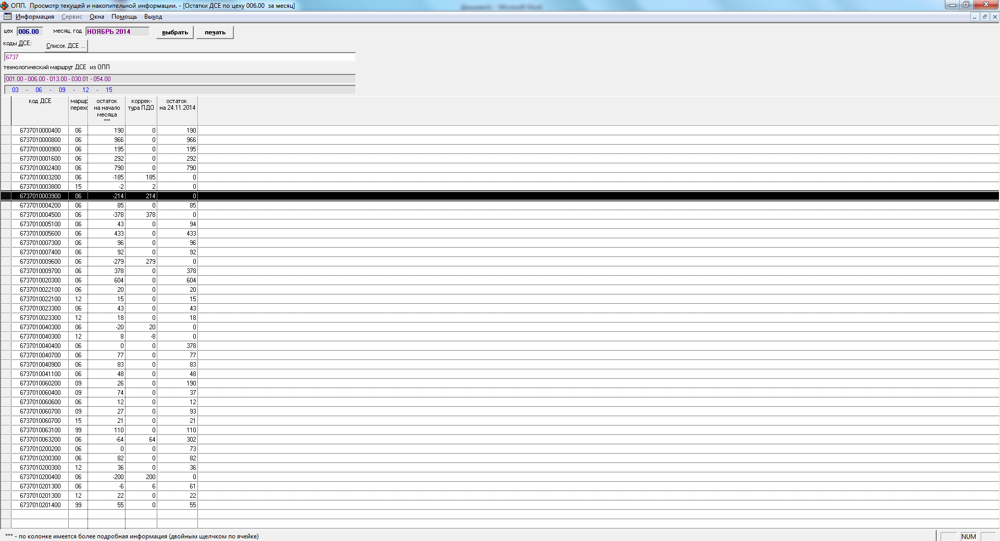 ОПП.  Просмотр текущей и накопительной информации. - [Остатки ДСЕ по цеху 006.00  за месяц]
Информация Сервис Окна Помощь Выход
цех 006.00 месяц, год НОЯБРЬ 2014 выбрать печать
коды ДСЕ: Список ДСЕ ...
6737
технологический маршрут ДСЕ  из ОПП
001.00 - 006.00 - 013.00 - 030.01 - 054.00
03 - 06 - 09 - 12 - 15
код ДСЕ маршр остаток коррек- остаток
перехо на начало тура ПДО на 24.11.2014
месяца
***
6737010000400 06 190 0 190
6737010000800 06 966 0 966
6737010000900 06 195 0 195
6737010001600 06 292 0 292
6737010002400 06 790 0 790
6737010003200 06 -185 185 0
6737010003800 15 -2 2 0
6737010003900 06 -214 214 0
6737010004200 06 85 0 85
6737010004500 06 -378 378 0
6737010005100 06 43 0 94
6737010005600 06 433 0 433
6737010007300 06 96 0 96
6737010007400 06 92 0 92
6737010009600 06 -279 279 0
6737010009700 06 378 0 378
6737010020300 06 604 0 604
6737010022100 06 20 0 20
6737010022100 12 15 0 15
6737010023300 06 43 0 43
6737010023300 12 18 0 18
6737010040300 06 -20 20 0
6737010040300 12 8 -8 0
6737010040400 06 0 0 378
6737010040700 06 77 0 77
6737010040900 06 83 0 83
6737010041100 06 48 0 48
6737010060200 09 26 0 190
6737010060400 09 74 0 37
6737010060600 06 12 0 12
6737010060700 09 27 0 93
6737010060700 15 21 0 21
6737010063100 99 110 0 110
6737010063200 06 -64 64 302
6737010200200 06 0 0 73
6737010200300 06 82 0 82
6737010200300 12 36 0 36
6737010200400 06 -200 200 0
6737010201300 06 -6 6 61
6737010201300 12 22 0 22
6737010201400 99 55 0 55
*** - по колонке имеется более подробная информация (двойным щелчком по ячейке)
NUM